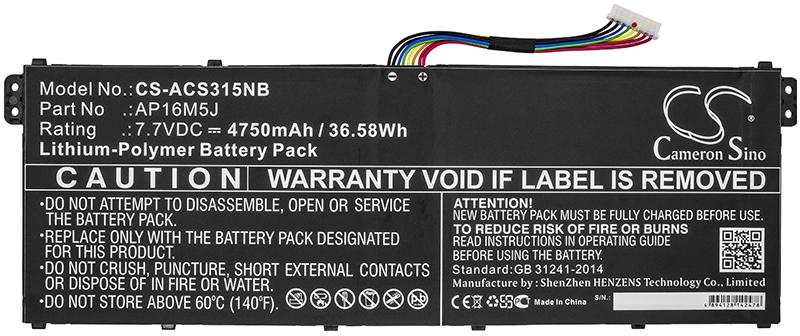 Model No.:CS-ACS315NB
Part No :AP16M5J
Rating :7.7VDC ⎓ 4750mAh / 36.58Wh
Lithium-Polymer Battery Pack
CS
Cameron Sino
CAUTION
WARRANTY VOID IF LABEL IS REMOVED
•DO NOT ATTEMPT TO DISASSEMBLE, OPEN OR SERVICE
THE BATTERY PACK.
•REPLACE ONLY WITH THE BATTERY RECOMMENDED
FOR THIS PRODUCT.
•DO NOT CRUSH, PUNCTURE, SHORT EXTERNAL CONTACTS
OR DISPOSE OF IN FIRE OR WATER.
•DO NOT STORE ABOVE 60°C (140°F).
ATTENTION!
NEW BATTERY PACK MUST BE FULLY CHARGED BEFORE USE.
TO REDUCE RISK OF FIRE OR BURNS
READ INSTRUCTIONS IN OPERATING MANUAL
BEFORE USING THE BATTERY.
Standard:GB 31241-2014
Manufacture by : ShenZhen HENZENS Technology Co., Limited
Made In China
S/N.:
4 894128 142478